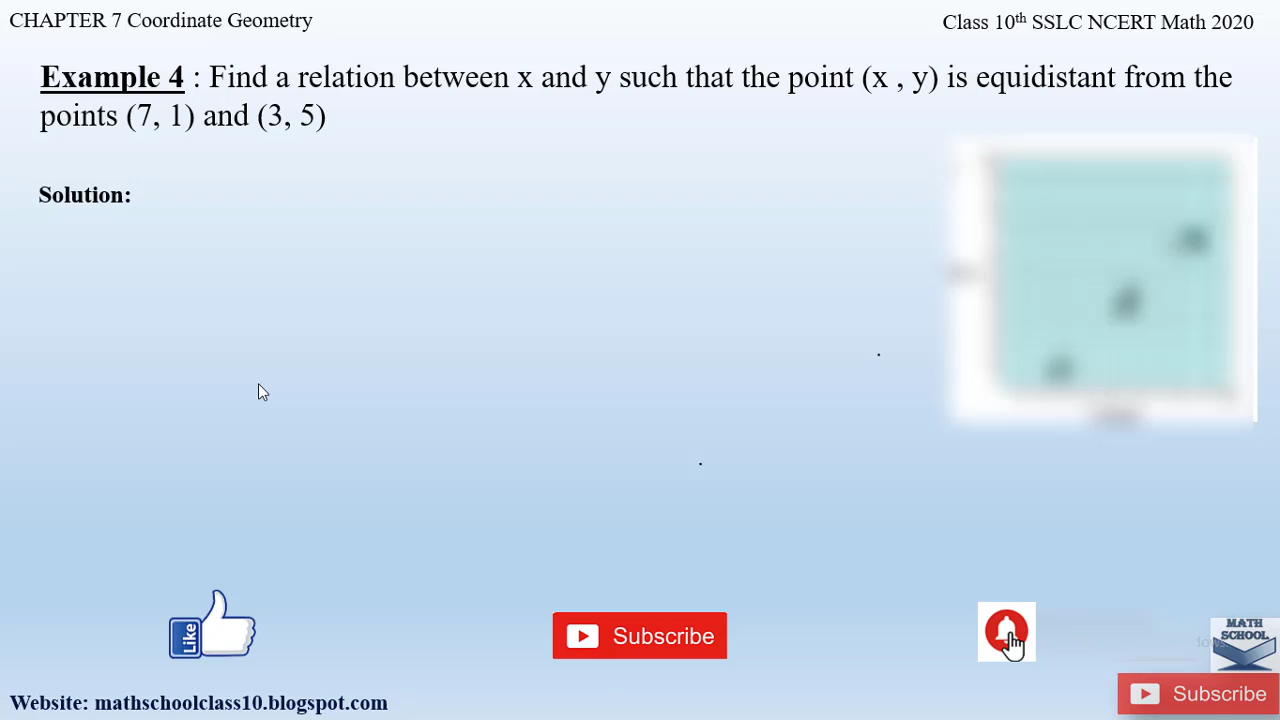 CHAPTER 7 Coordinate Geometry
Class 10th SSLC NCERT Math 2020
Example 4 : Find a relation between x and y such that the point (x , y) is equidistant from the
points (7, 1) and (3, 5)
Solution:
Like
Subscribe
MATH
SCHOOL
Subscribe
Website: mathschoolclass10.blogspot.com